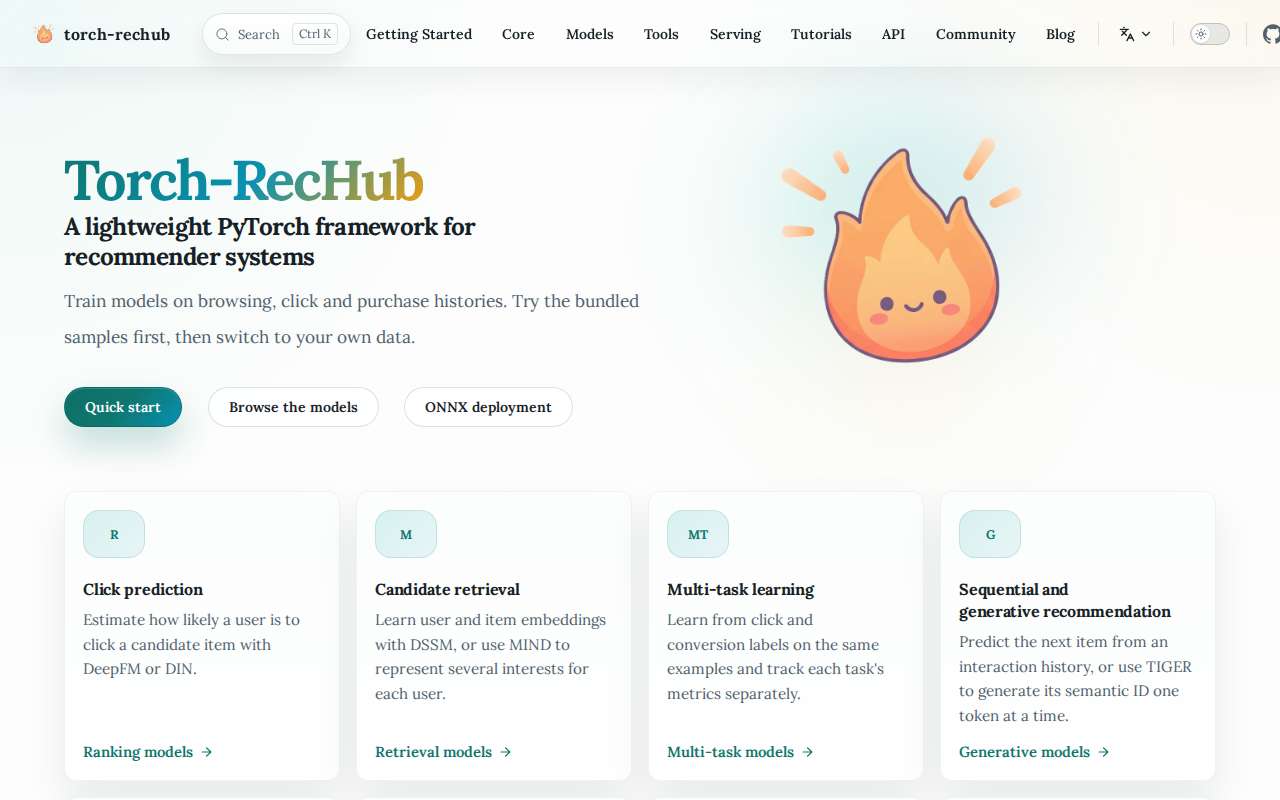 torch-rechub Search Ctrl K Getting Started Core Models Tools Serving Tutorials API Community Blog
Torch-RecHub
A lightweight PyTorch framework for
recommender systems
Train models on browsing, click and purchase histories. Try the bundled
samples first, then switch to your own data.
Quick start Browse the models ONNX deployment
R
Click prediction
Estimate how likely a user is to
click a candidate item with
DeepFM or DIN.
Ranking models →
M
Candidate retrieval
Learn user and item embeddings
with DSSM, or use MIND to
represent several interests for
each user.
Retrieval models →
MT
Multi-task learning
Learn from click and
conversion labels on the same
examples and track each task's
metrics separately.
Multi-task models →
G
Sequential and
generative recommendation
Predict the next item from an
interaction history, or use TIGER
to generate its semantic ID one
token at a time.
Generative models →